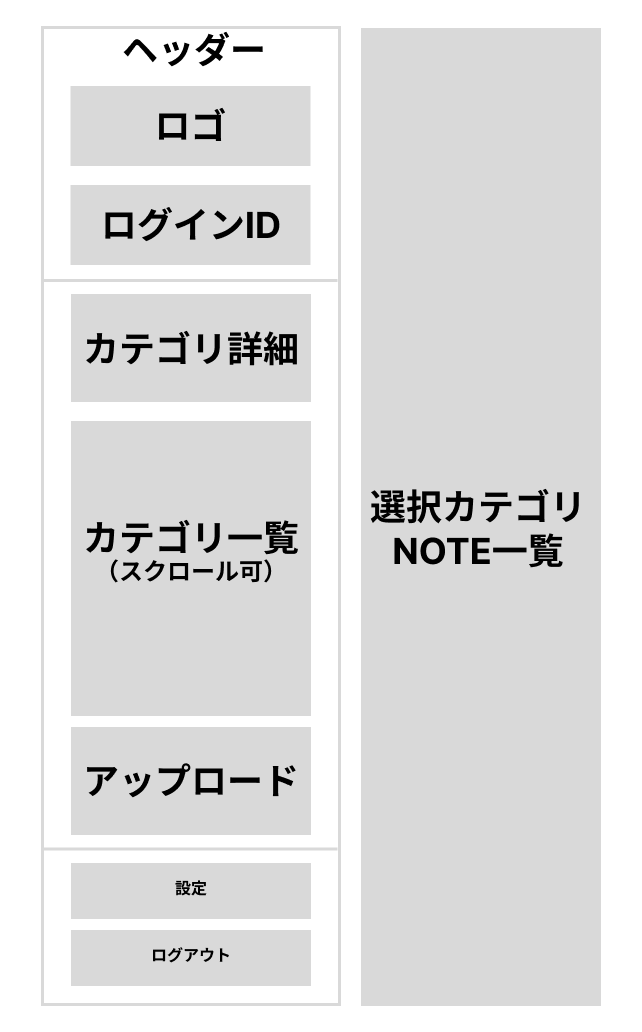 ヘッダー
ロゴ
ログインID
カテゴリ詳細
カテゴリ一覧
（スクロール可）
アップロード
設定
ログアウト
選択カテゴリ
NOTE一覧